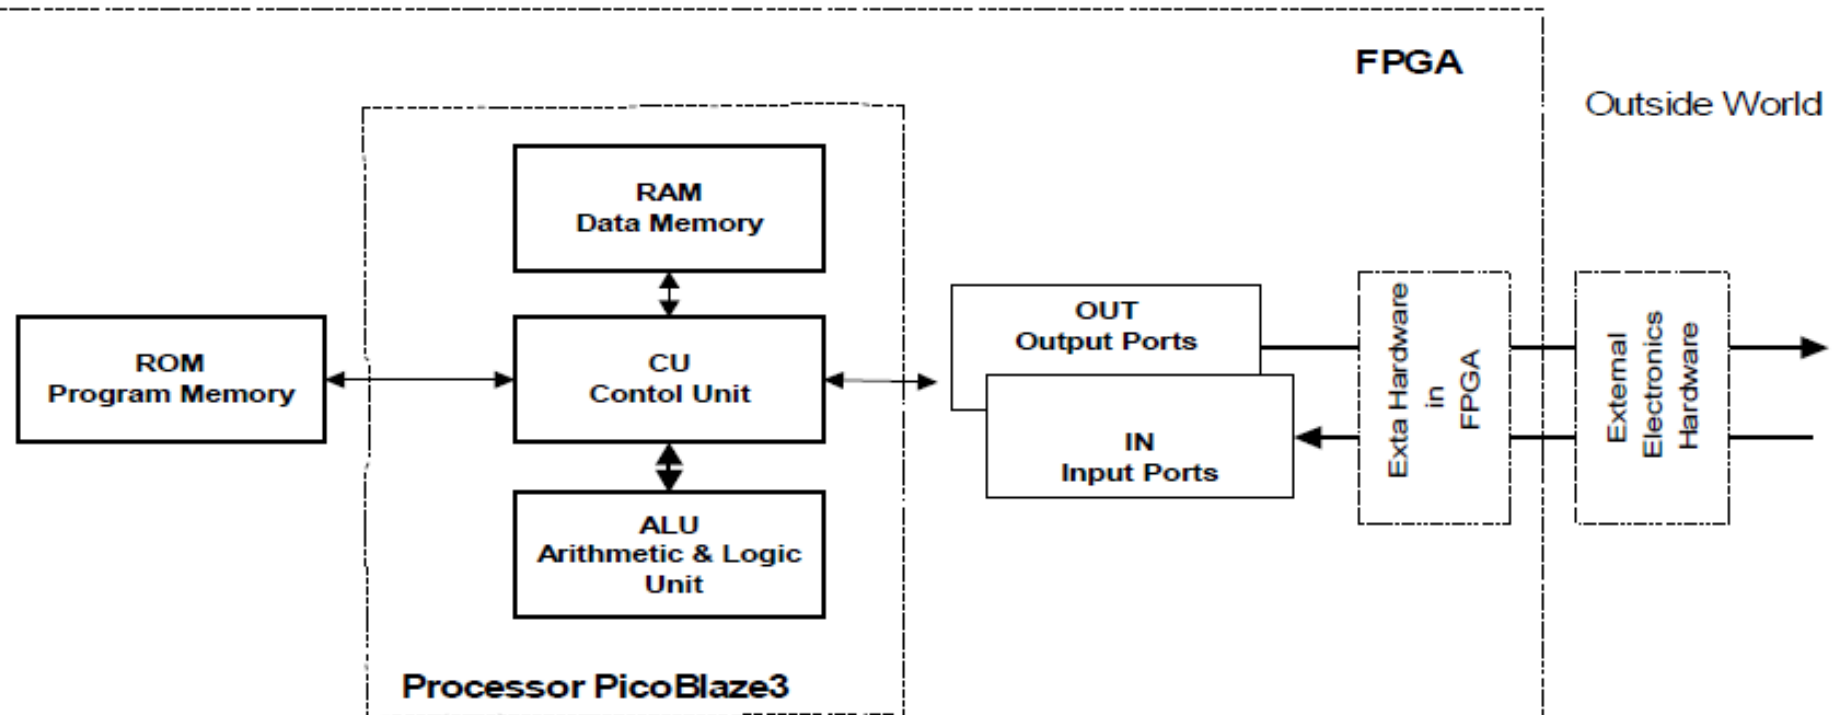 FPGA
Outside World
RAM
Data Memory
ROM
Program Memory
CU
Contol Unit
OUT
Output Ports
IN
Input Ports
Exta Hardware
in
FPGA
External
Electronics
Hardware
ALU
Arithmetic & Logic
Unit
Processor PicoBlaze3